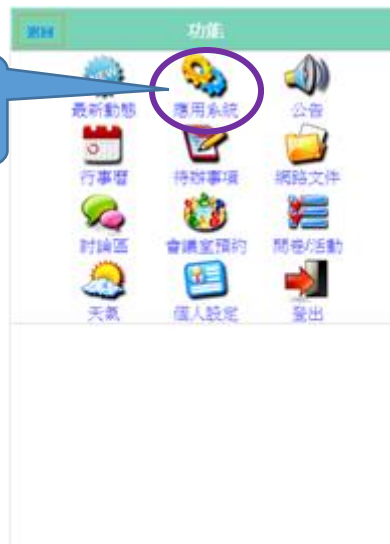 返回 功能
最新動態 應用系統 公告
行事曆 待辦事項 網路文件
討論區 會議室預約 問卷/活動
天氣 個人設定 登出